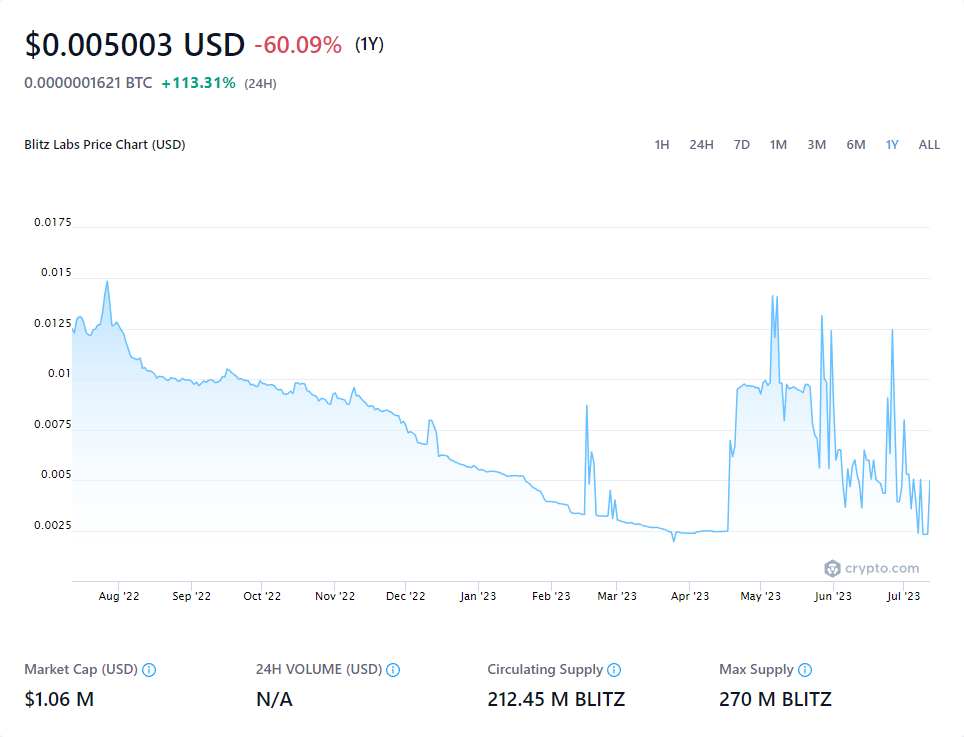 $0.005003 USD -60.09% (1Y)
0.0000001621 BTC +113.31% (24H)
Blitz Labs Price Chart (USD) 1H 24H 7D 1M 3M 6M 1Y ALL
0.0175
0.015
0.0125
0.01
0.0075
0.005
0.0025
crypto.com
Aug '22 Sep '22 Oct '22 Nov '22 Dec '22 Jan '23 Feb '23 Mar '23 Apr '23 May '23 Jun '23 Jul '23
Market Cap (USD) 24H VOLUME (USD) Circulating Supply Max Supply
$1.06 M N/A 212.45 M BLITZ 270 M BLITZ